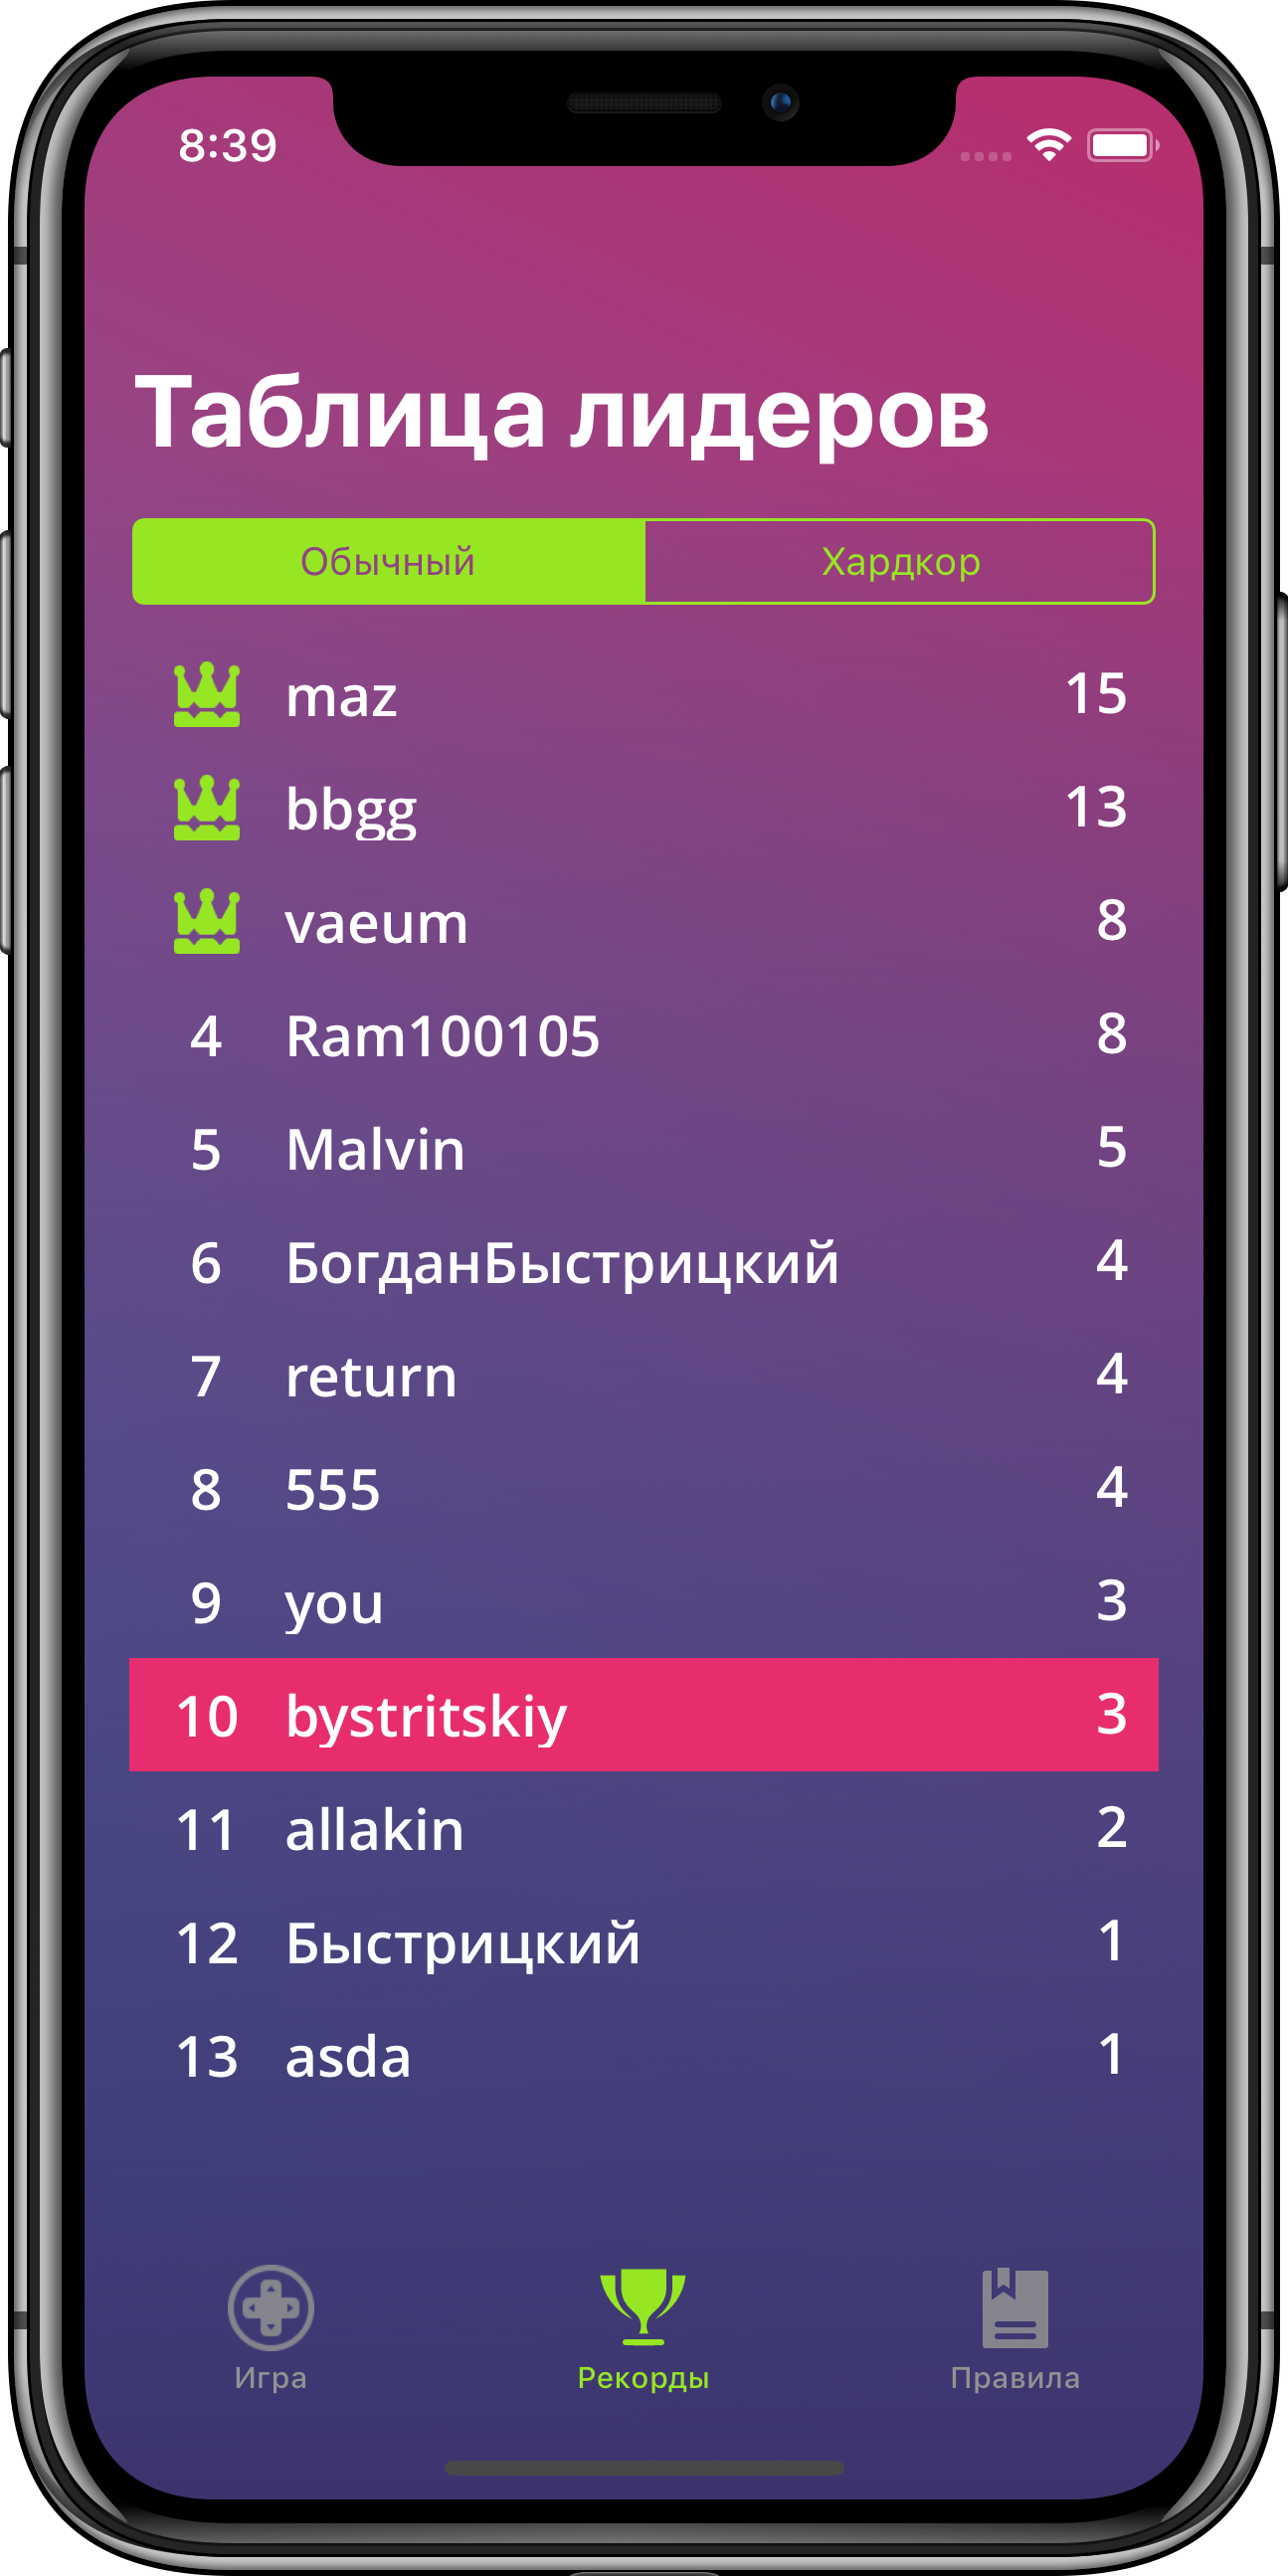 8:39
Таблица лидеров
Обычный Хардкор
maz 15
bbgg 13
vaeum 8
4 Ram100105 8
5 Malvin 5
6 БогданБыстрицкий 4
7 return 4
8 555 4
9 you 3
10 bystritskiy 3
11 allakin 2
12 Быстрицкий 1
13 asda 1
Игра Рекорды Правила